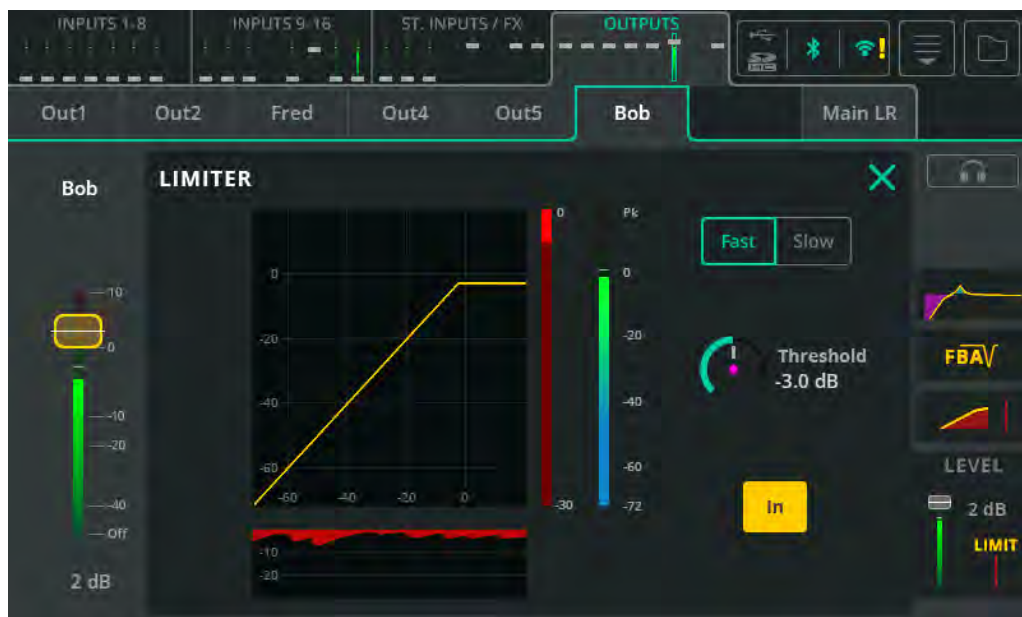 INPUTS 1-8 INPUTS 9-16 ST. INPUTS / FX OUTPUTS
Out1 Out2 Fred Out4 Out5 Bob Main LR
Bob
LIMITER
0 Pk
Fast Slow
0
-20
-40
-60
-60 -40 -20 0
-30
0
-20
-40
-60
-72
10
0
-10
-20
-40
Off
Threshold
-3.0 dB
In
-10
-20
2 dB
FBA
LEVEL
2 dB
LIMIT